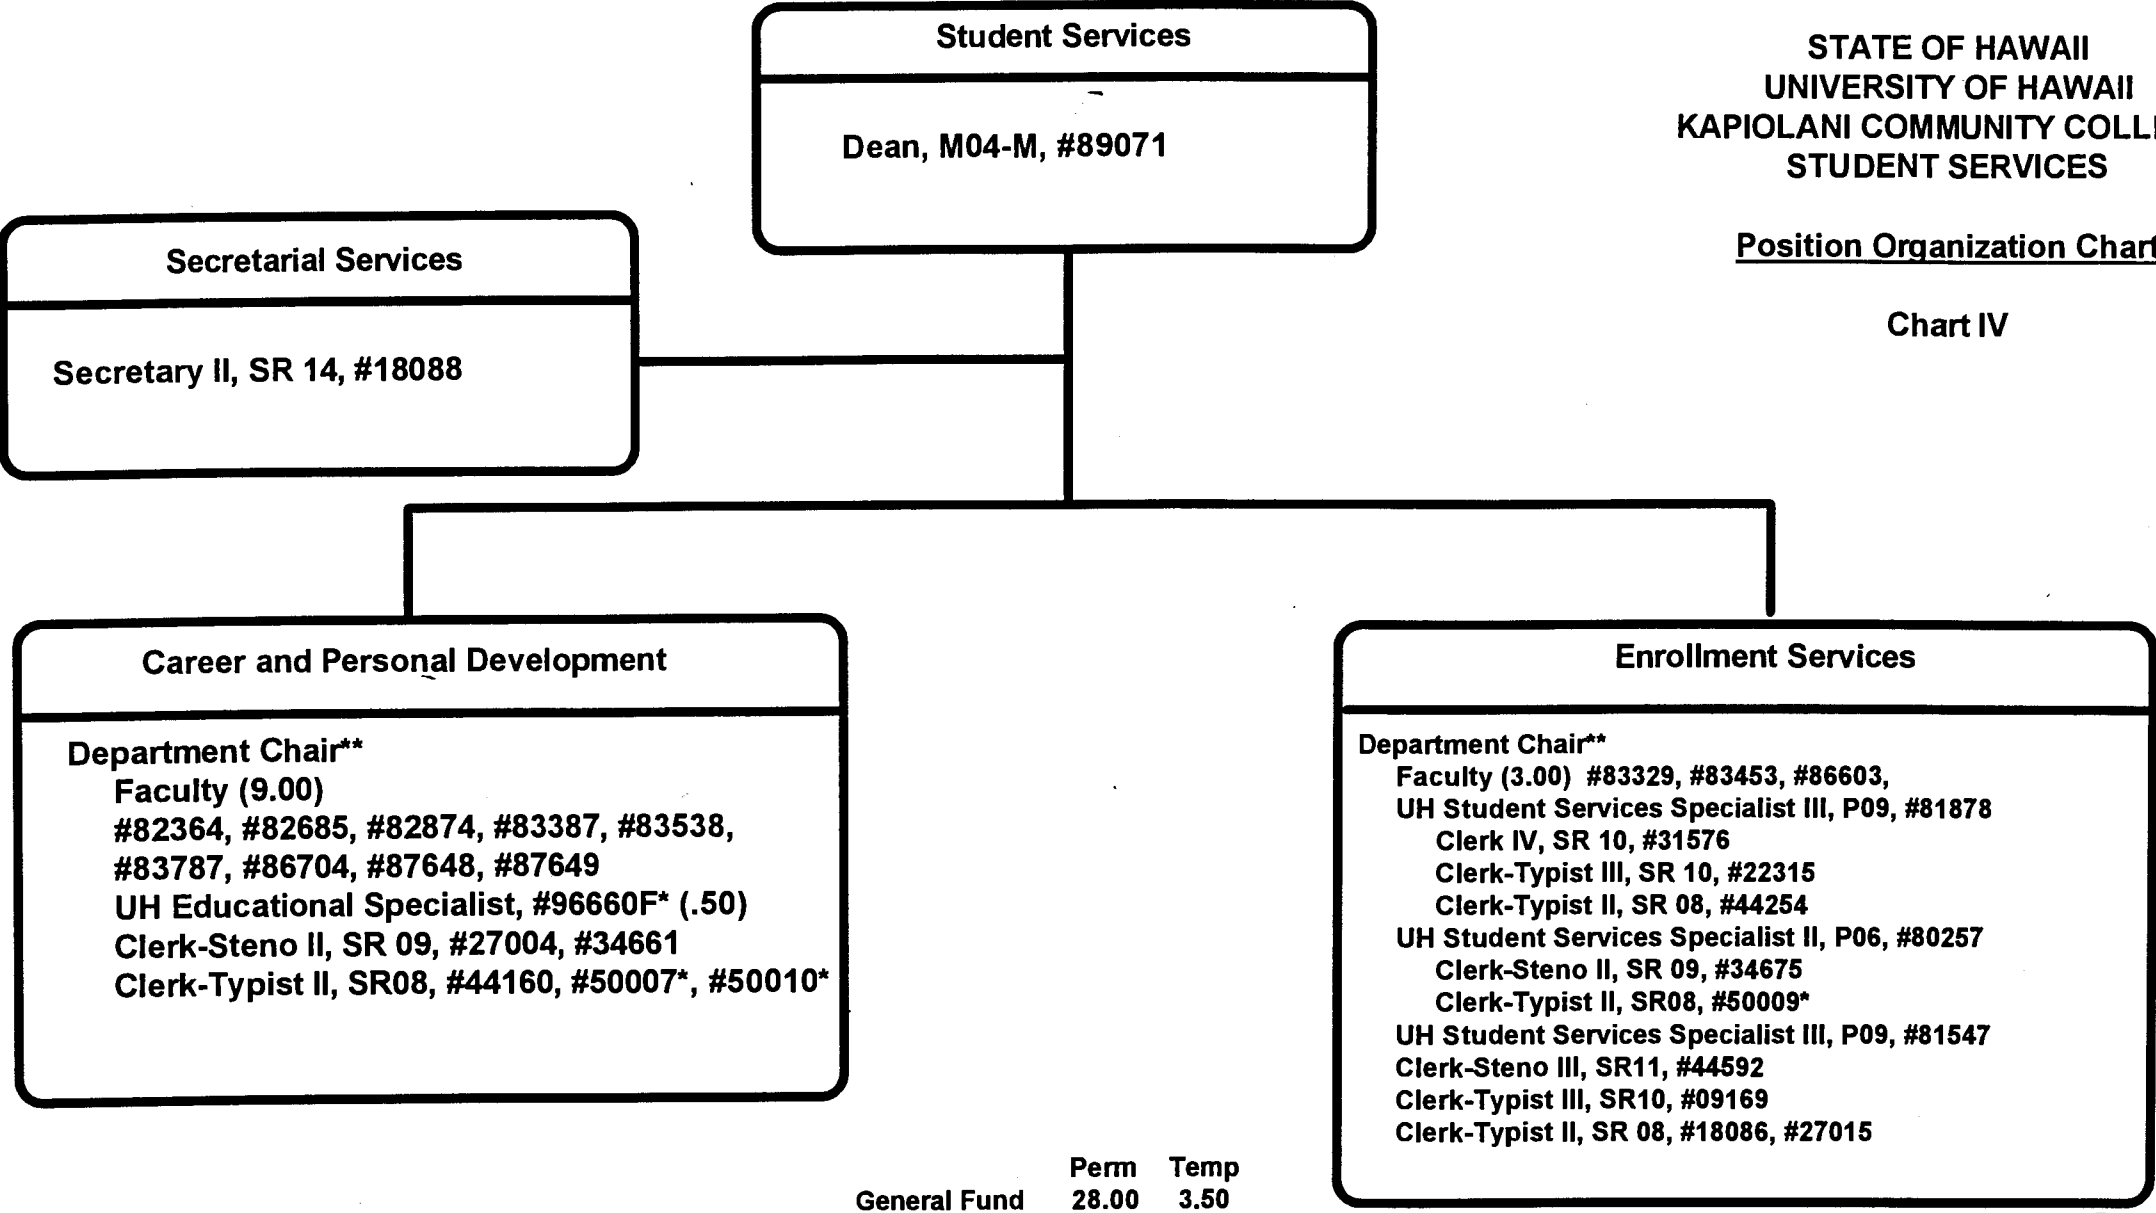 Student Services
Dean, M04-M, #89071
STATE OF HAWAII
UNIVERSITY OF HAWAII
KAPIOLANI COMMUNITY COLL
STUDENT SERVICES
Position Organization Chart
Chart IV
Secretarial Services
Secretary II, SR 14, #18088
Career and Personal Development
Department Chair**
Faculty (9.00)
#82364, #82685, #82874, #83387, #83538,
#83787, #86704, #87648, #87649
UH Educational Specialist, #96660F* (.50)
Clerk-Steno II, SR 09, #27004, #34661
Clerk-Typist II, SR08, #44160, #50007*, #50010*
Enrollment Services
Department Chair**
Faculty (3.00) #83329, #83453, #86603,
UH Student Services Specialist III, P09, #81878
Clerk IV, SR 10, #31576
Clerk-Typist III, SR 10, #22315
Clerk-Typist II, SR 08, #44254
UH Student Services Specialist II, P06, #80257
Clerk-Steno II, SR 09, #34675
Clerk-Typist II, SR08, #50009*
UH Student Services Specialist III, P09, #81547
Clerk-Steno III, SR11, #44592
Clerk-Typist III, SR10, #09169
Clerk-Typist II, SR 08, #18086, #27015
Perm Temp
General Fund 28.00 3.50